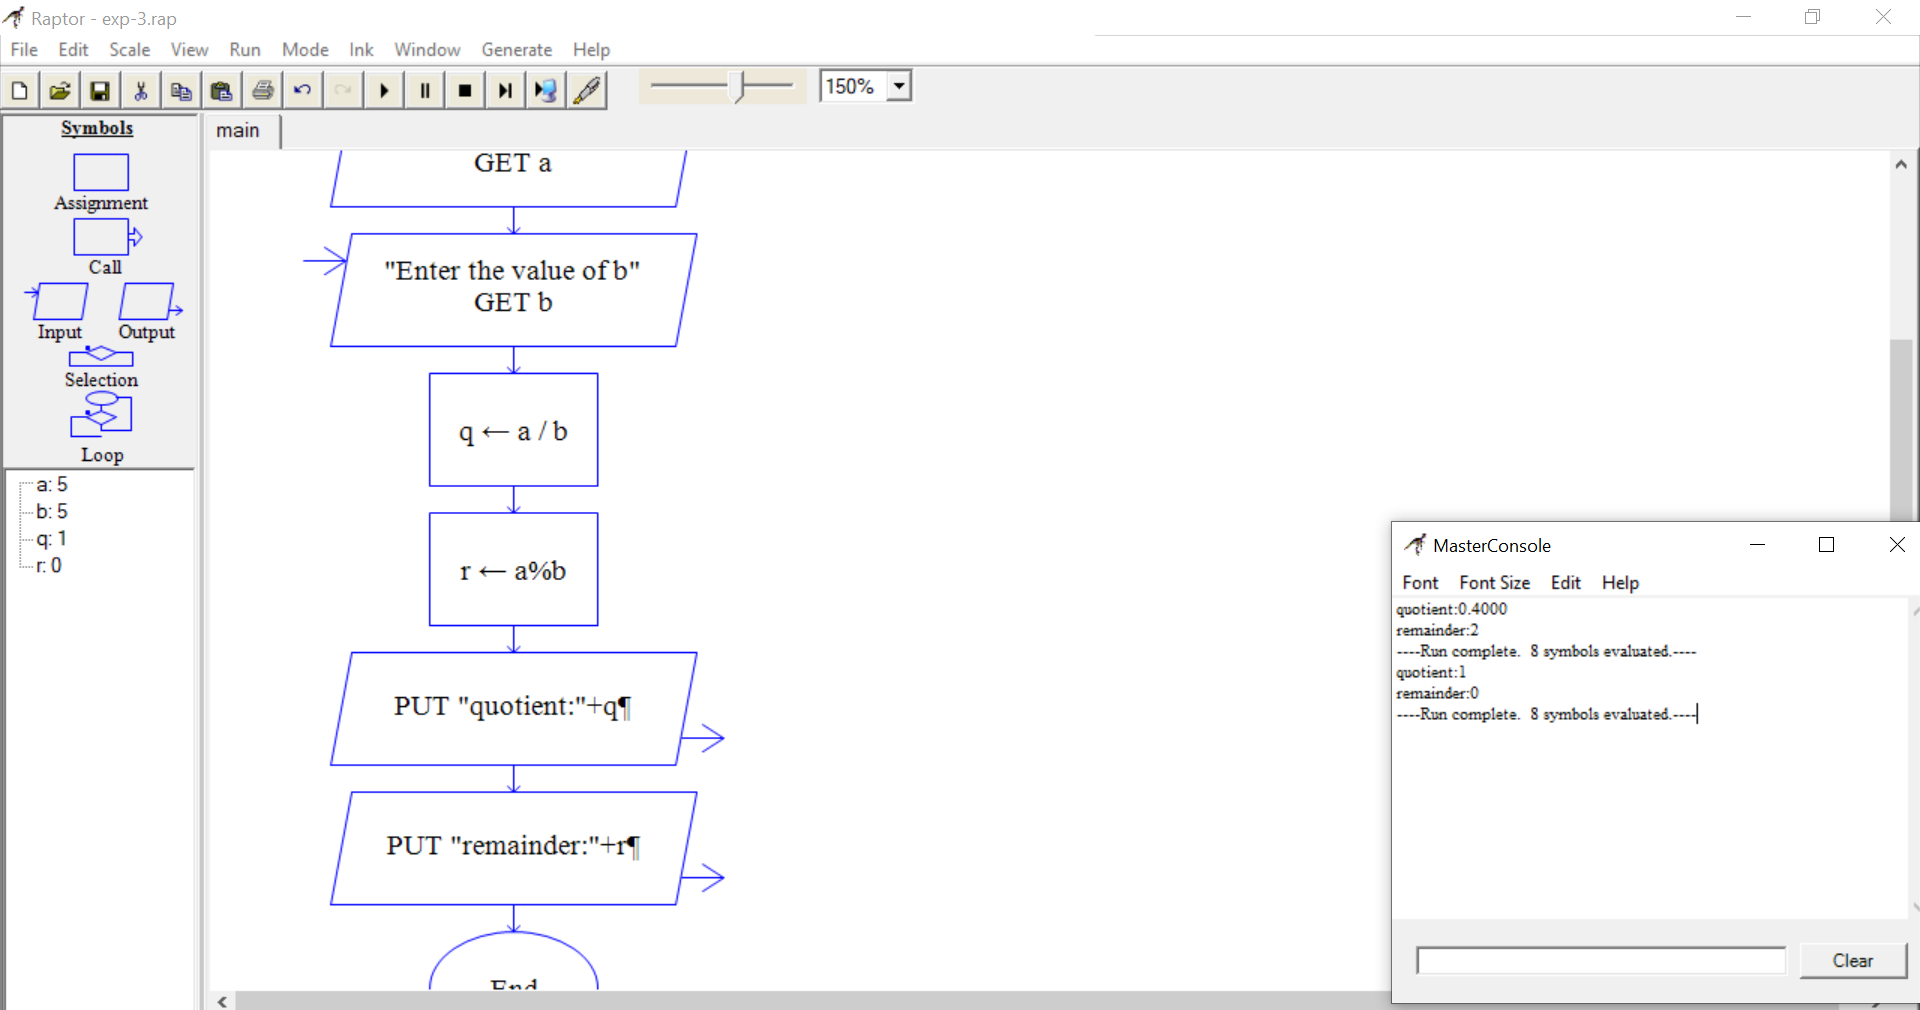 Raptor - exp-3.rap
File Edit Scale View Run Mode Ink Window Generate Help
150%
Symbols
Assignment
Call
Input Output
Selection
Loop
a: 5
b: 5
q: 1
r: 0
main
GET a
"Enter the value of b"
GET b
q ← a / b
r ← a%b
PUT "quotient:"+q¶
PUT "remainder:"+r¶
End
MasterConsole
Font Font Size Edit Help
quotient:0.4000
remainder:2
----Run complete.  8 symbols evaluated.----
quotient:1
remainder:0
----Run complete.  8 symbols evaluated.----
Clear